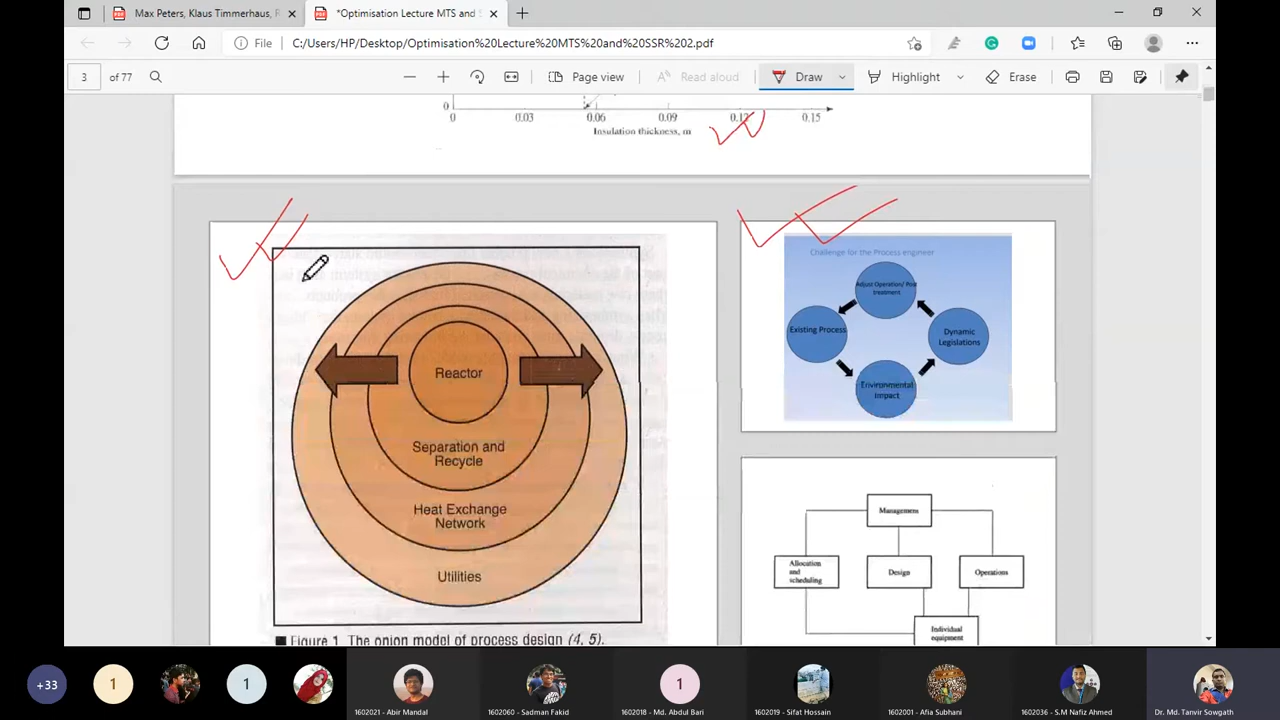 Max Peters, Klaus Timmerhaus, P
*Optimisation Lecture MTS and S
File
C:/Users/HP/Desktop/Optimisation%20Lecture%20MTS%20and%20SSR%202.pdf
3 of 77
Page view
Read aloud
Draw
Highlight
Erase
0
0 0.03 0.06 0.09 0.12 0.15
Insulation thickness, m
Reactor
Separation and
Recycle
Heat Exchange
Network
Utilities
Figure 1. The onion model of process design (4, 5).
Challenge for the Process engineer
Adjust Operation/ Post
treatment
Existing Process
Dynamic
Legislations
Environmental
Impact
Management
Allocation
and
scheduling
Design
Operations
Individual
equipment
+33
1
1
1
1602021 - Abir Mandal
1602060 - Sadman Fakid
1602018 - Md. Abdul Bari
1602019 - Sifat Hossain
1602001 - Afia Subhani
1602036 - S.M Nafiz Ahmed
Dr. Md. Tanvir Sowgath